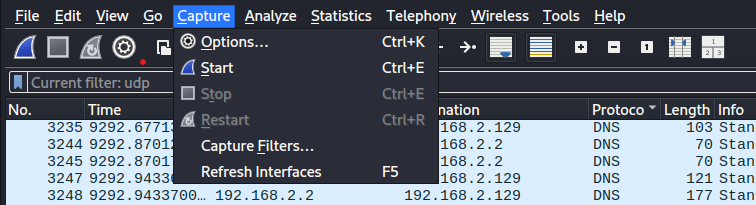 File Edit View Go Capture Analyze Statistics Telephony Wireless Tools Help
Options... Ctrl+K
Start Ctrl+E
Stop Ctrl+E
Restart Ctrl+R
Capture Filters...
Refresh Interfaces F5
Current filter: udp
No. Time nation Protoco Length Info
3235 9292.6771 .168.2.129 DNS 103 Stan
3244 9292.8701 .168.2.2 DNS 70 Stan
3245 9292.8701 .168.2.2 DNS 70 Stan
3247 9292.9433 .168.2.129 DNS 121 Stan
3248 9292.9433700... 192.168.2.2 192.168.2.129 DNS 177 Stan